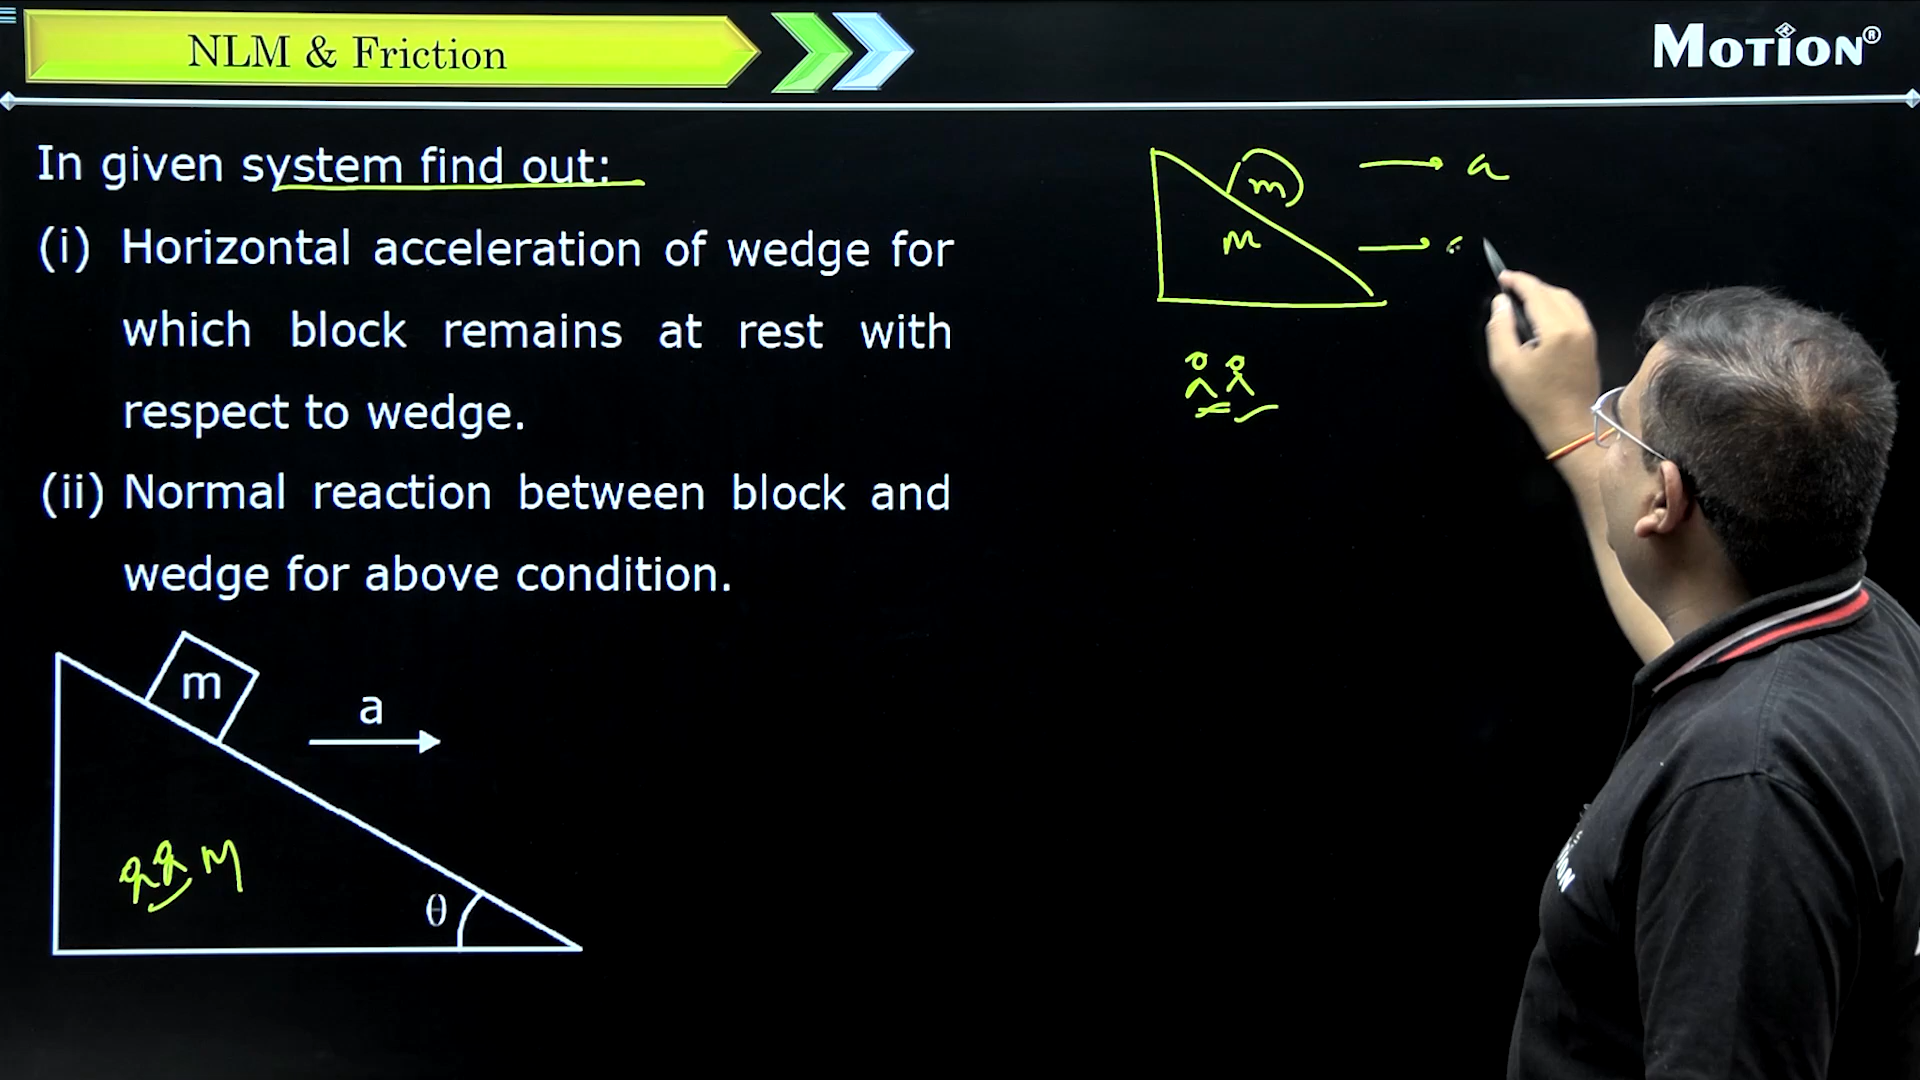 NLM & Friction
MOTION®
In given system find out:
(i) Horizontal acceleration of wedge for
which block remains at rest with
respect to wedge.
(ii) Normal reaction between block and
wedge for above condition.
m
a
M
θ
m
a
m